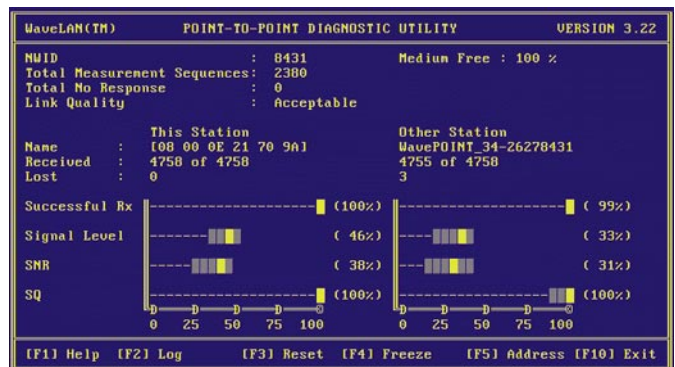 WaveLAN(TM) POINT-TO-POINT DIAGNOSTIC UTILITY VERSION 3.22
NWID : 8431 Medium Free : 100 %
Total Measurement Sequences: 2380
Total No Response : 0
Link Quality : Acceptable
This Station Other Station
Name : [08 00 0E 21 70 9A] WavePOINT_34-26278431
Received : 4758 of 4758 4755 of 4758
Lost : 0 3
Successful Rx (100%) ( 99%)
Signal Level ( 46%) ( 33%)
SNR ( 38%) ( 31%)
SQ (100%) (100%)
0 25 50 75 100 0 25 50 75 100
[F1] Help [F2] Log [F3] Reset [F4] Freeze [F5] Address [F10] Exit